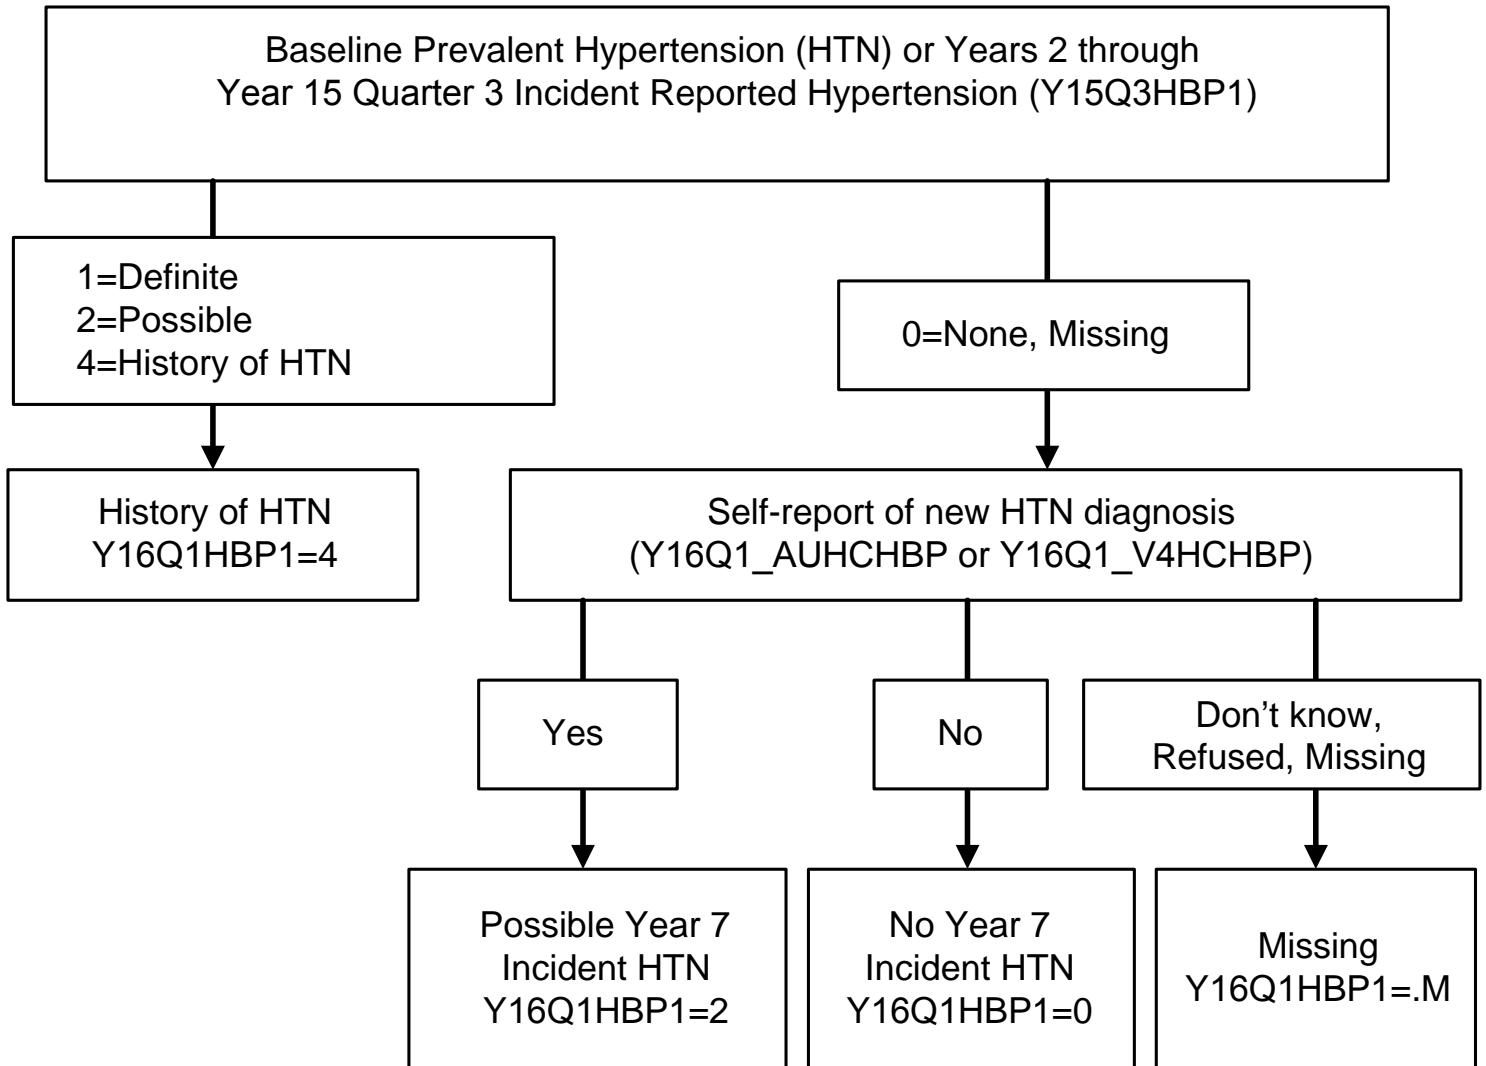 Baseline Prevalent Hypertension (HTN) or Years 2 through
Year 15 Quarter 3 Incident Reported Hypertension (Y15Q3HBP1)
1=Definite
2=Possible
4=History of HTN
0=None, Missing
History of HTN
Y16Q1HBP1=4
Self-report of new HTN diagnosis
(Y16Q1_AUHCHBP or Y16Q1_V4HCHBP)
Yes
No
Don’t know,
Refused, Missing
Possible Year 7
Incident HTN
Y16Q1HBP1=2
No Year 7
Incident HTN
Y16Q1HBP1=0
Missing
Y16Q1HBP1=.M